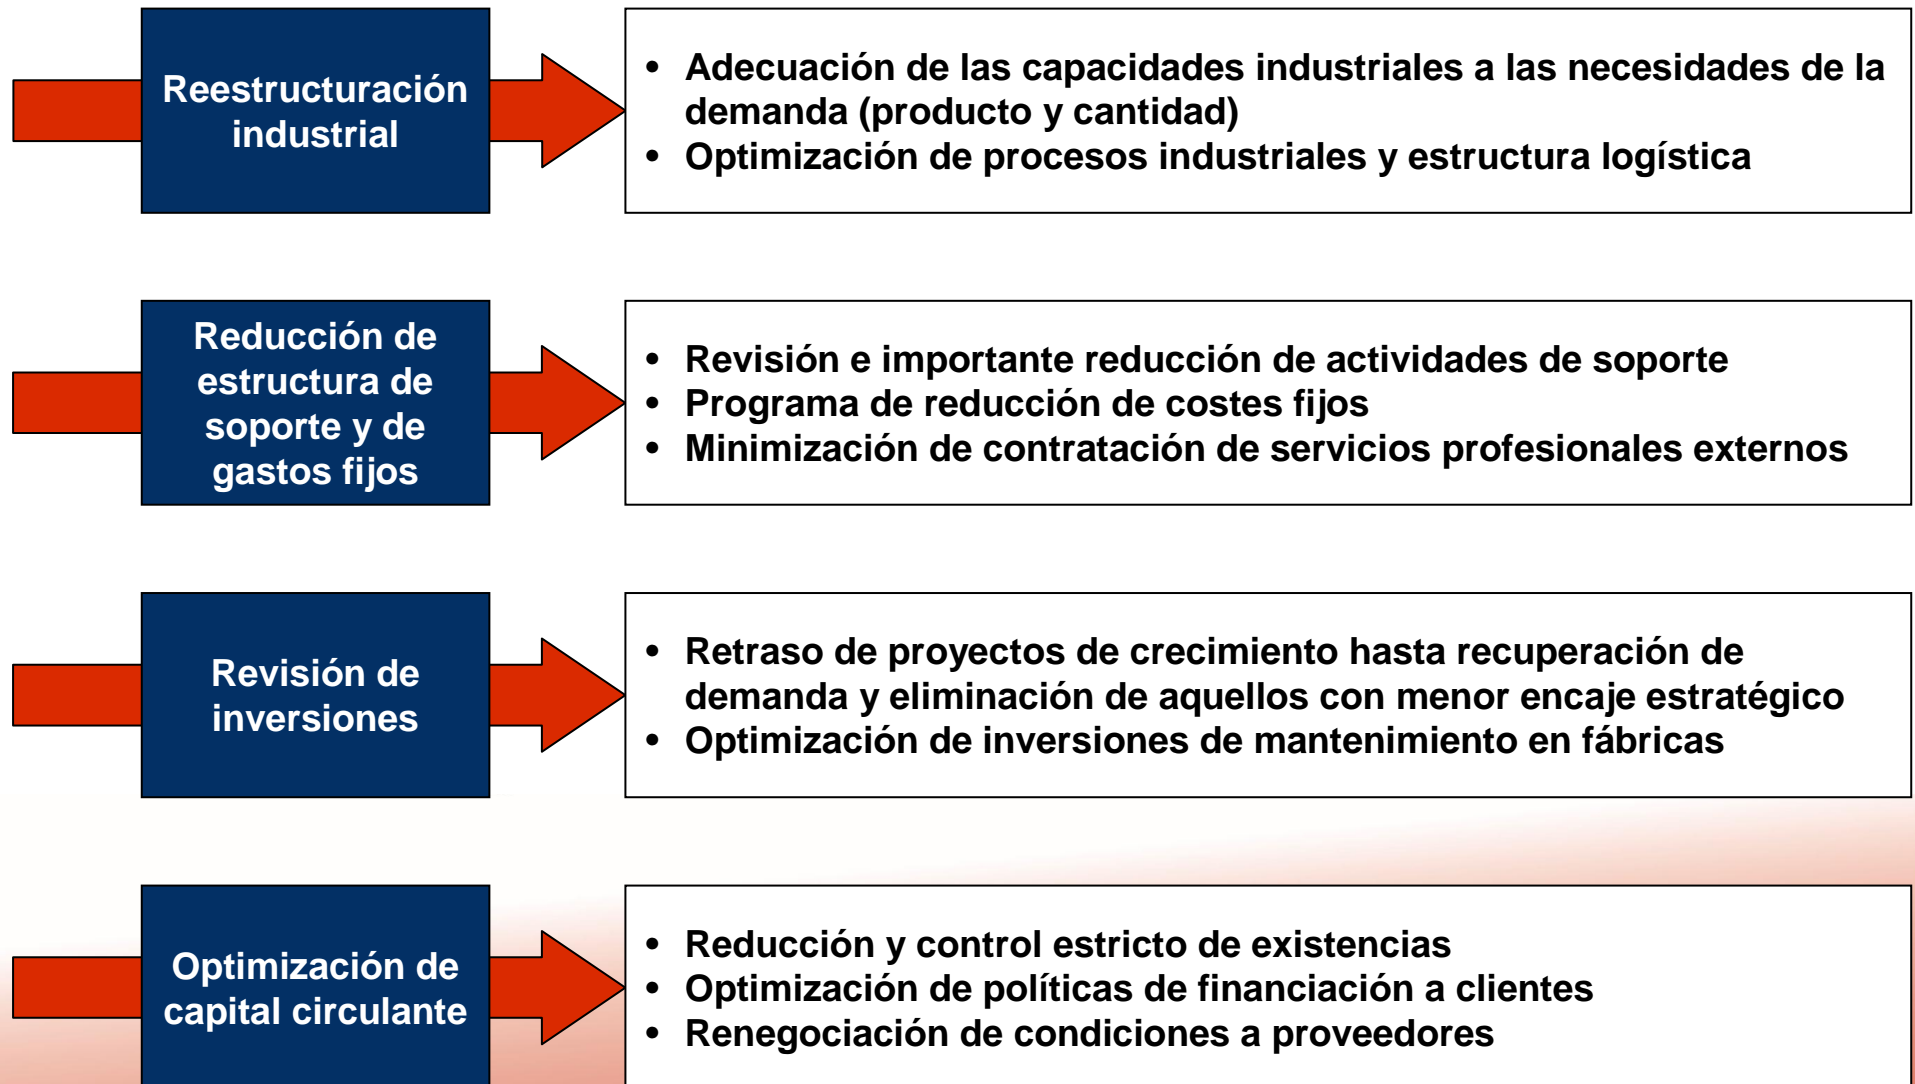 Reestructuración
industrial
• Adecuación de las capacidades industriales a las necesidades de la
demanda (producto y cantidad)
• Optimización de procesos industriales y estructura logística
Reducción de
estructura de
soporte y de
gastos fijos
• Revisión e importante reducción de actividades de soporte
• Programa de reducción de costes fijos
• Minimización de contratación de servicios profesionales externos
Revisión de
inversiones
• Retraso de proyectos de crecimiento hasta recuperación de
demanda y eliminación de aquellos con menor encaje estratégico
• Optimización de inversiones de mantenimiento en fábricas
Optimización de
capital circulante
• Reducción y control estricto de existencias
• Optimización de políticas de financiación a clientes
• Renegociación de condiciones a proveedores